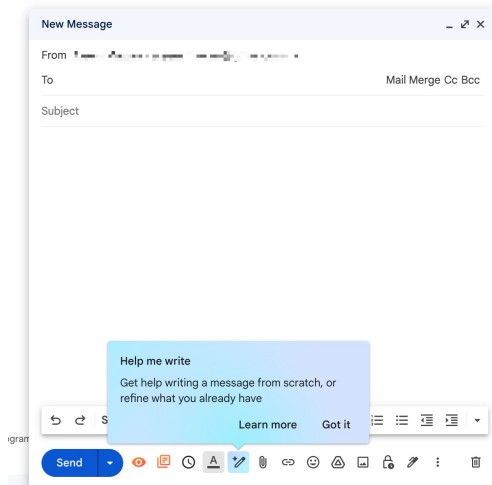 New Message
From
To Mail Merge Cc Bcc
Subject
Help me write
Get help writing a message from scratch, or
refine what you already have
Learn more Got it
S
Send